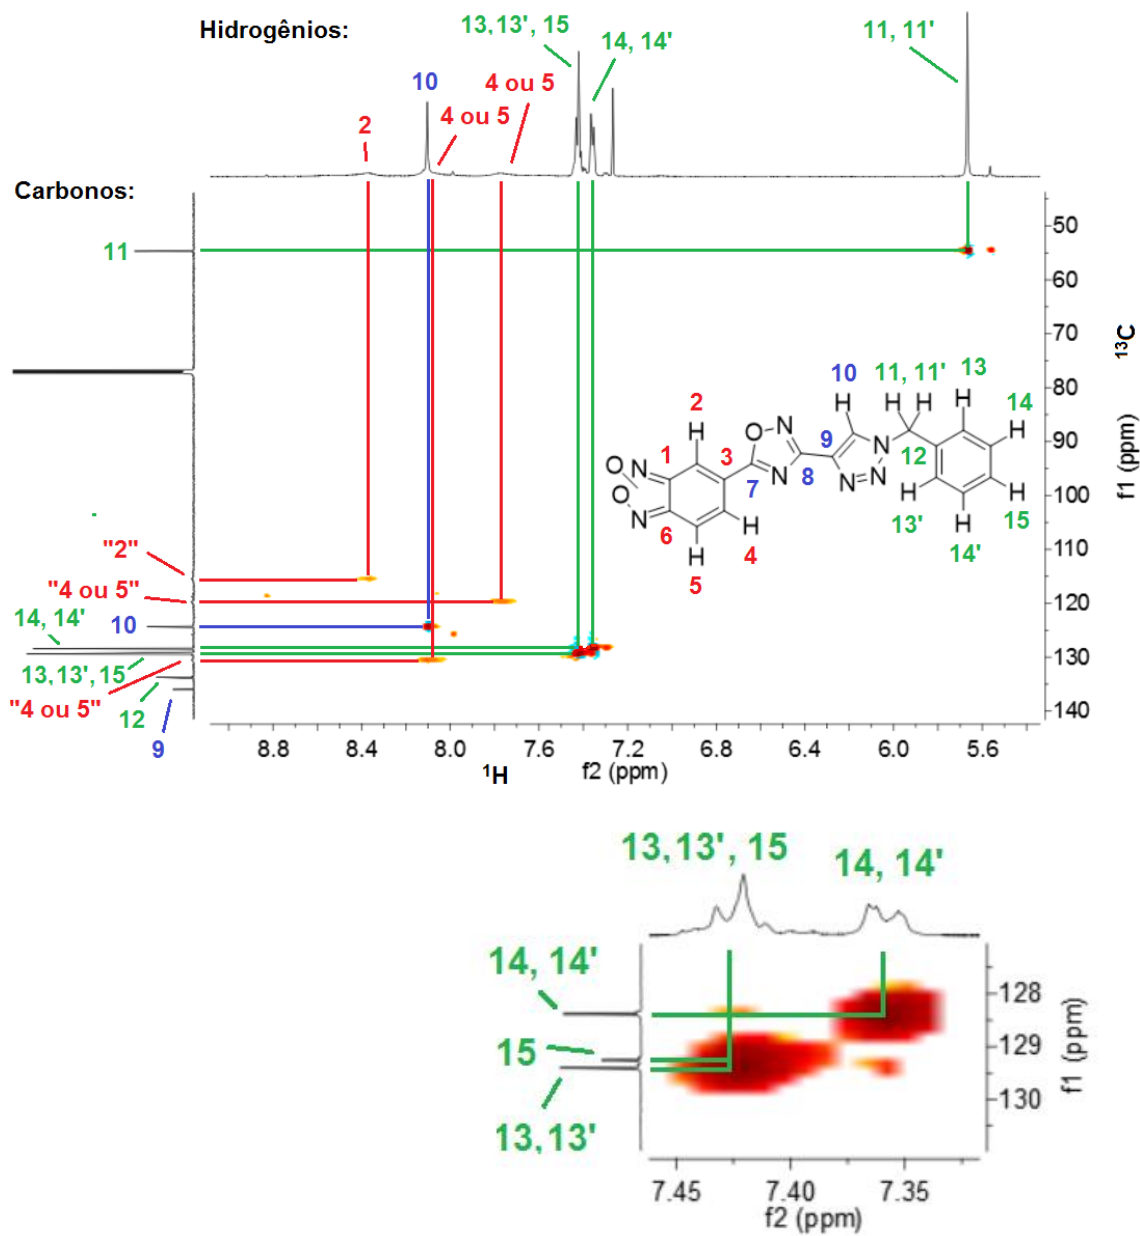 Hidrogênios:
13,13', 15
14, 14'
11, 11'
10
4 ou 5
4 ou 5
2
Carbonos:
11
50
60
70
80
90
100
110
120
130
140
13C
f1 (ppm)
10
11, 11'
13
2
14
O
N
H
H H
H
H
1
3
9
N
12
O
N
7
N
8
N=N
H
H
H
O
N
6
H
4
13'
H
15
H
5
14'
"2"
"4 ou 5"
14, 14'
10
13,13', 15
"4 ou 5"
12
9
8.8 8.4 8.0 7.6 7.2 6.8 6.4 6.0 5.6
1H
f2 (ppm)
13,13', 15
14, 14'
14, 14'
15
13,13'
128
129
130
f1 (ppm)
7.45 7.40 7.35
f2 (ppm)